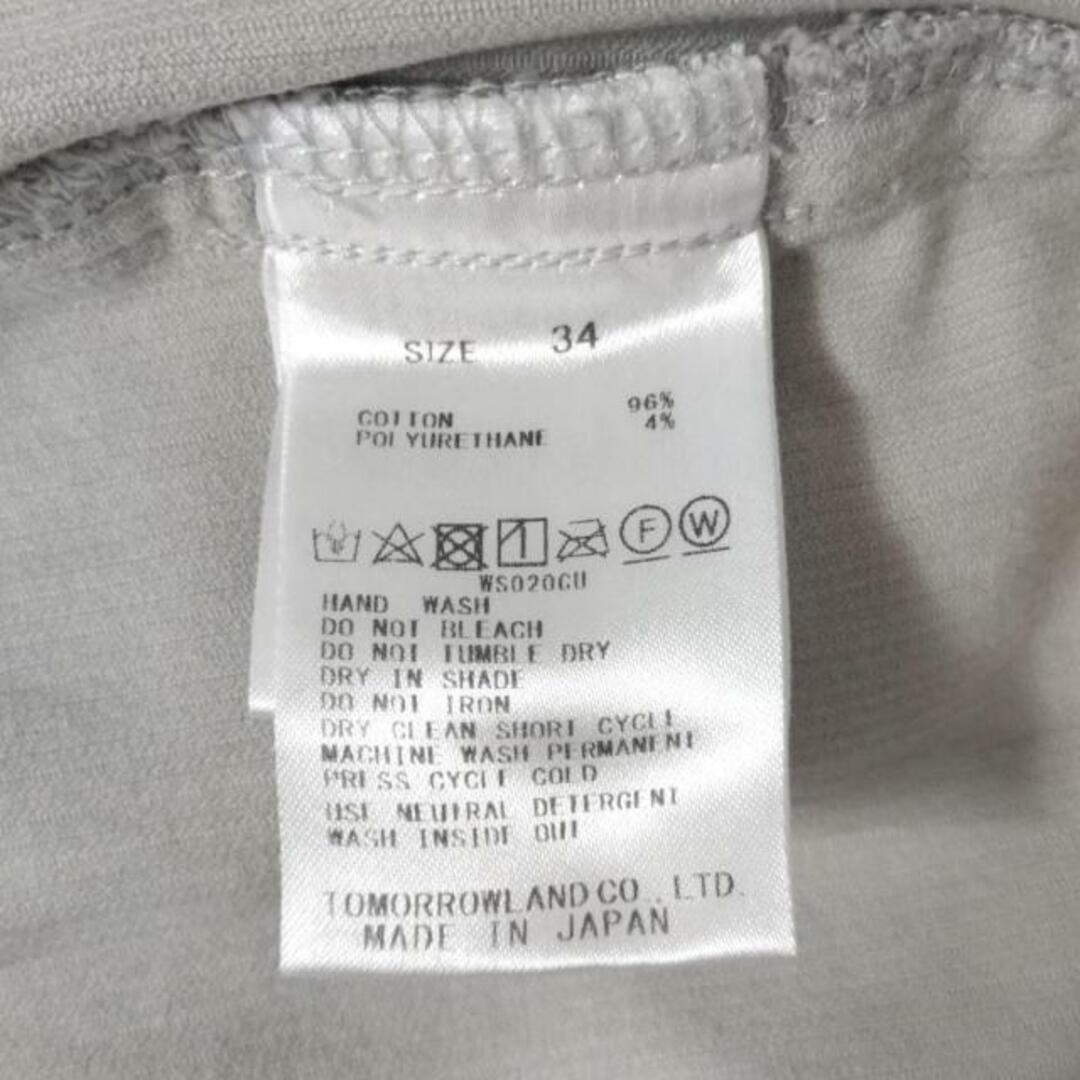 SIZE 34
COTTON 96%
POLYURETHANE 4%
F W
WS020CU
HAND WASH
DO NOT BLEACH
DO NOT TUMBLE DRY
DRY IN SHADE
DO NOT IRON
DRY CLEAN SHORT CYCLE
MACHINE WASH PERMANENT
PRESS CYCLE COLD
USE NEUTRAL DETERGENT
WASH INSIDE OUT
TOMORROWLAND CO., LTD.
MADE IN JAPAN